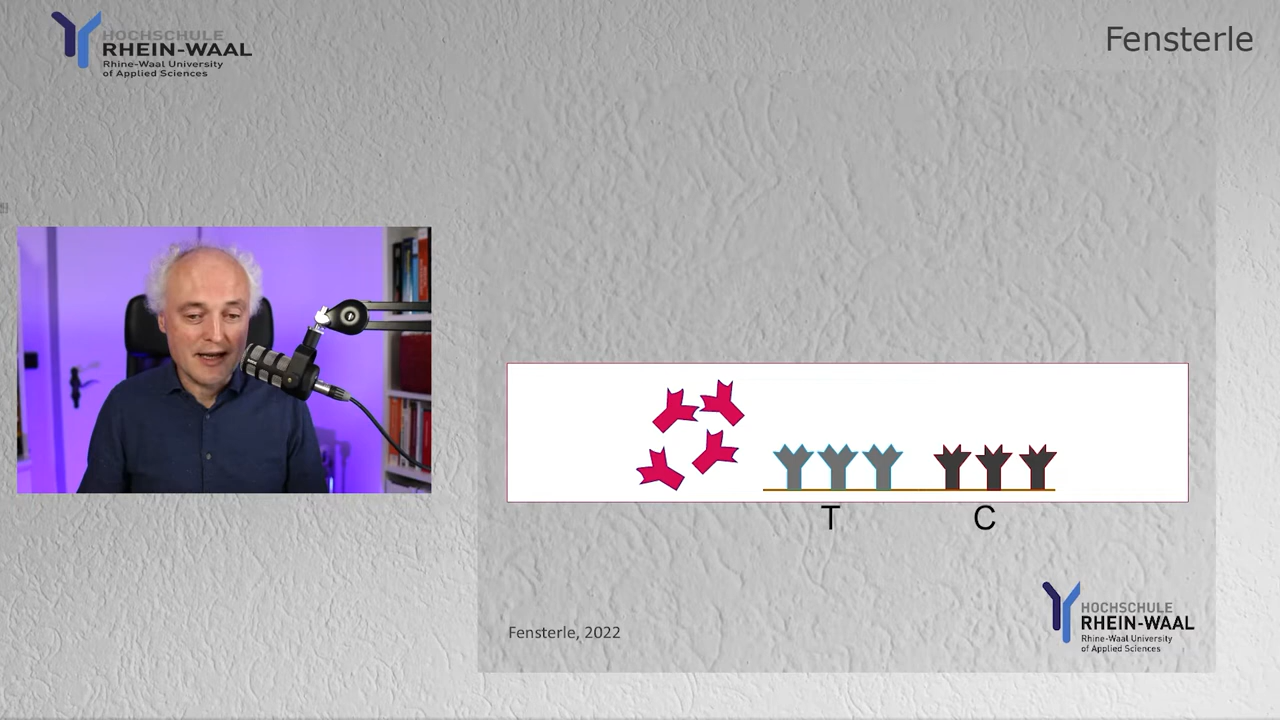 HOCHSCHULE
RHEIN-WAAL
Rhine-Waal University
of Applied Sciences
Fensterle
T
C
Fensterle, 2022
HOCHSCHULE
RHEIN-WAAL
Rhine-Waal University
of Applied Sciences